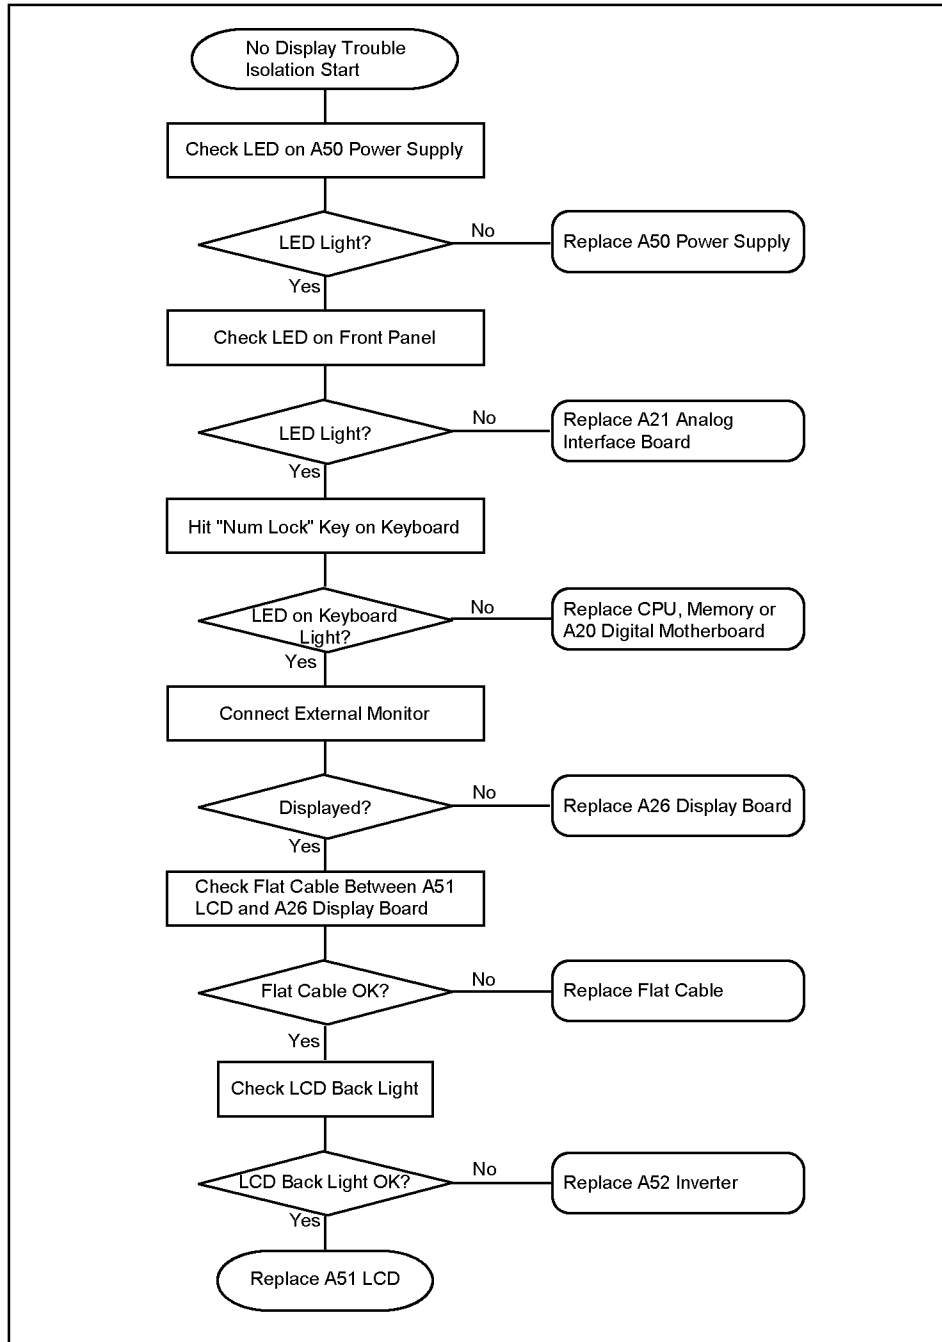 No Display Trouble
Isolation Start
Check LED on A50 Power Supply
LED Light?
No
Replace A50 Power Supply
Yes
Check LED on Front Panel
LED Light?
No
Replace A21 Analog
Interface Board
Yes
Hit "Num Lock" Key on Keyboard
LED on Keyboard
Light?
No
Replace CPU, Memory or
A20 Digital Motherboard
Yes
Connect External Monitor
Displayed?
No
Replace A26 Display Board
Yes
Check Flat Cable Between A51
LCD and A26 Display Board
Flat Cable OK?
No
Replace Flat Cable
Yes
Check LCD Back Light
LCD Back Light OK?
No
Replace A52 Inverter
Yes
Replace A51 LCD